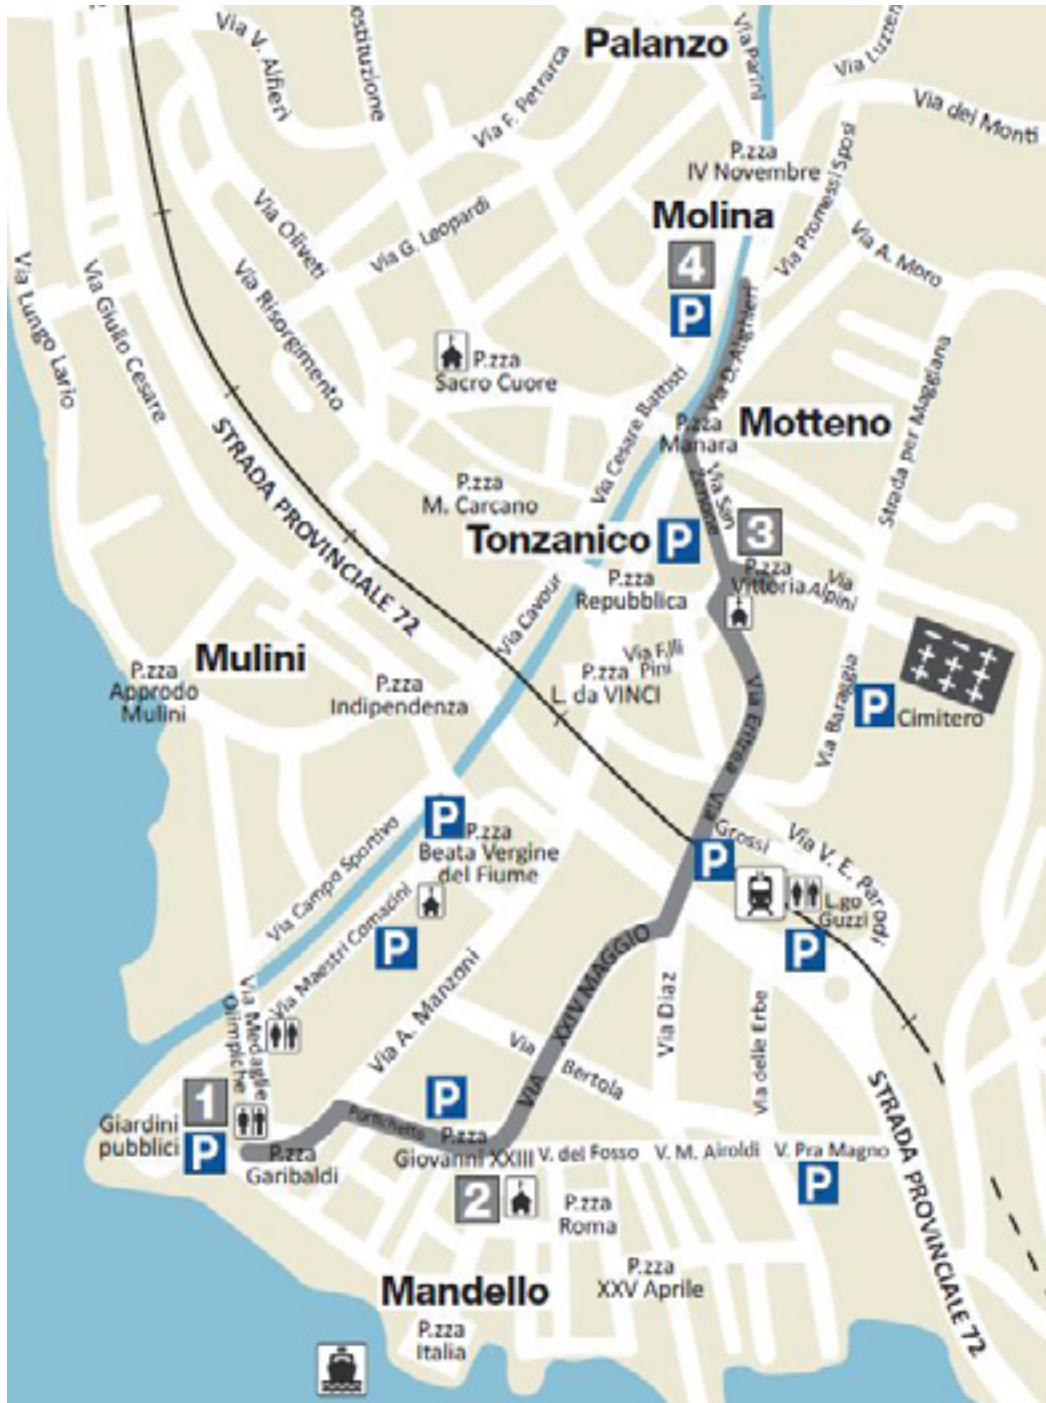 Via V. Alfieri
ostituzione
Palanzo
Via Parini
Via Luzzen
Via dei Monti
Via F. Petrarca
P.zza
IV Novembre
Via Promessi Sposi
Molina
4
P
Via A. Moro
Via Oliveti
Via G. Leopardi
Via Lungo Lario
Via Giulio Cesare
Via Risorgimento
P.zza
Sacro Cuore
Via D. Alighieri
Strada per Maggiana
Via Cesare Battisti
P.zza
Manara
Motteno
STRADA PROVINCIALE 72
P.zza
M. Carcano
Via San
Zenone
Tonzanico
P
3
P.zza
Vittoria
Via
Alpini
P.zza
Repubblica
Via Cavour
Mulini
P.zza
Approdo
Mulini
P.zza
Indipendenza
Via F.lli
Pini
P.zza
L. da VINCI
Via Eritrea
Via Baraggia
P
Cimitero
P
P.zza
Beata Vergine
del Fiume
Via
Grossi
P
Via V. E. Parodi
L.go
Guzzi
P
Via Campo Sportivo
Via Maestri Comacini
P
Via Medaglie
Olimpiche
Via A. Manzoni
VIA XXIV MAGGIO
Via Diaz
Via delle Erbe
Via
Bertola
STRADA PROVINCIALE 72
1
Giardini
pubblici
P
P.zza
Garibaldi
Portichetto
P
P.zza
Giovanni XXIII
V. del Fosso
V. M. Airoldi
V. Pra Magno
P
2
P.zza
Roma
P.zza
XXV Aprile
Mandello
P.zza
Italia